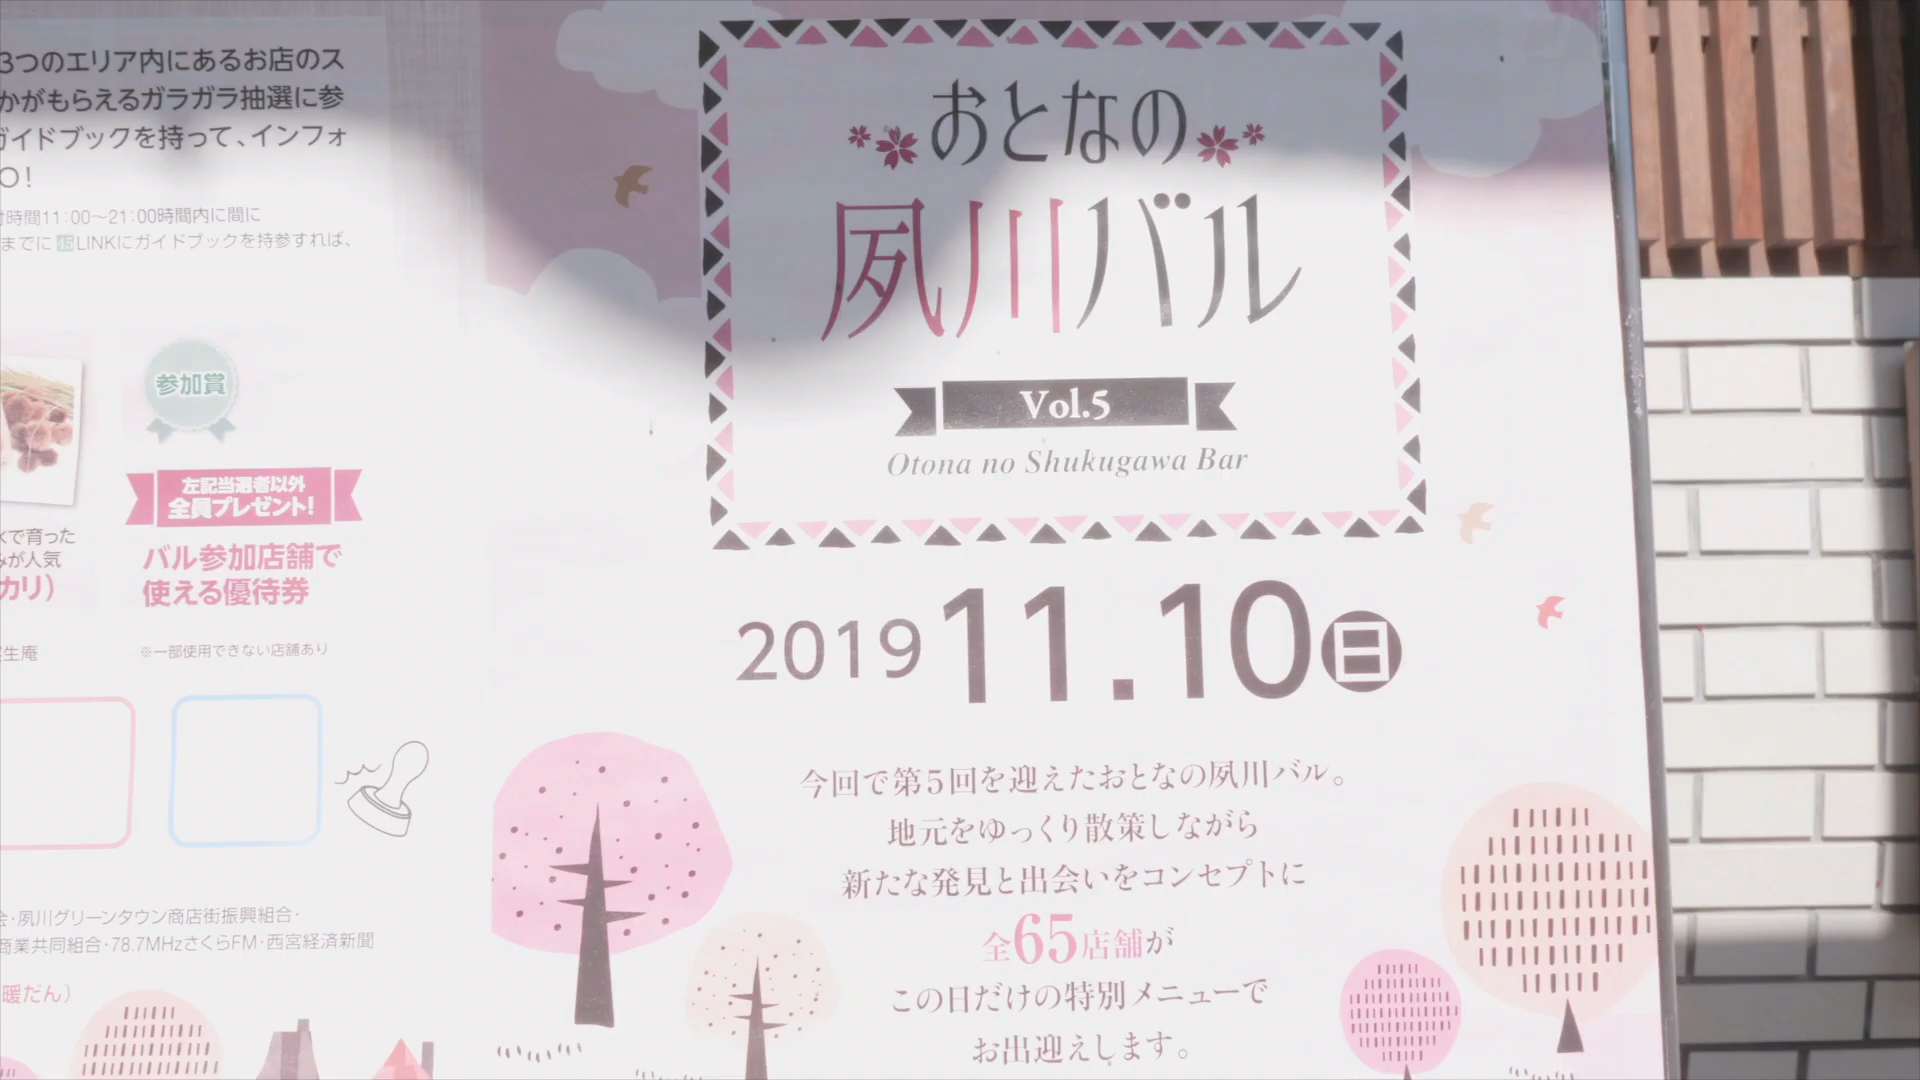 3つのエリア内にあるお店のス
かがもらえるガラガラ抽選に参
ガイドブックを持って、インフォ
O!
時間11:00～21:00時間内に間に
までに 45LINKにガイドブックを持参すれば、
参加賞
左記当選者以外
全員プレゼント!
バル参加店舗で
使える優待券
※一部使用できない店舗あり
水で育った
みが人気
カリ)
生庵
・夙川グリーンタウン商店街振興組合・
商業共同組合・78.7MHzさくらFM・西宮経済新聞
暖だん)
おとなの
夙川バル
Vol.5
Otona no Shukugawa Bar
2019 11.10 日
今回で第5回を迎えたおとなの夙川バル。
地元をゆっくり散策しながら
新たな発見と出会いをコンセプトに
全65店舗が
この日だけの特別メニューで
お出迎えします。